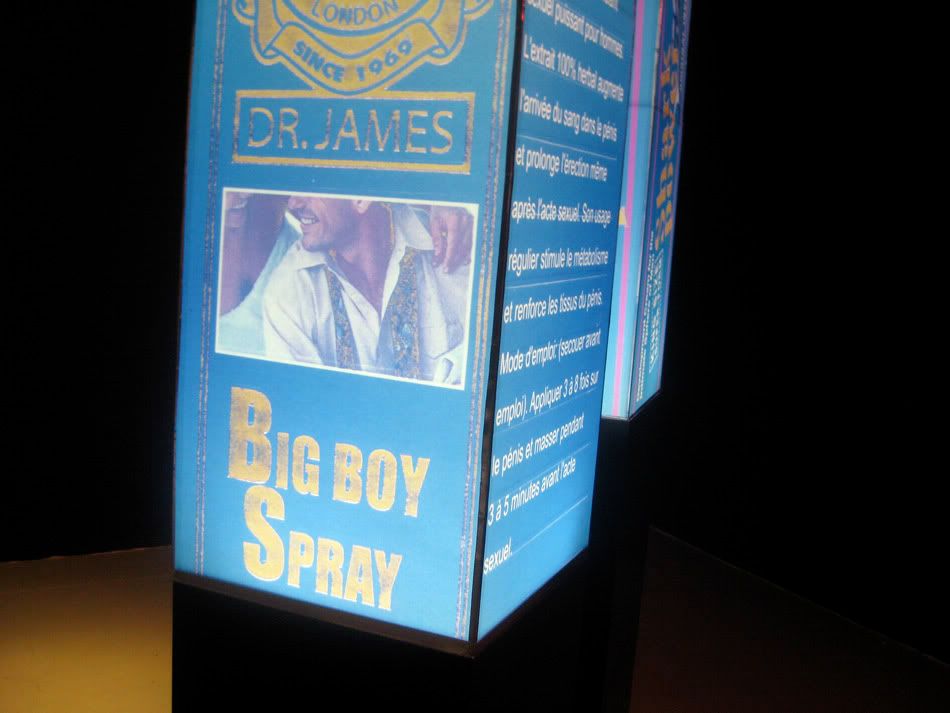 LONDON
SINCE 1969
DR. JAMES
BIG BOY
SPRAY
sexuel puissant pour hommes.
L'extrait 100% herbal augmente
l'arrivée du sang dans le pénis
et prolonge l'érection même
après l'acte sexuel. Son usage
régulier stimule le métabolisme
et renforce les tissus du pénis.
Mode d'emploi: (secouer avant
emploi). Appliquer 3 à 8 fois sur
le pénis et masser pendant
3 à 5 minutes avant l'acte
sexuel.